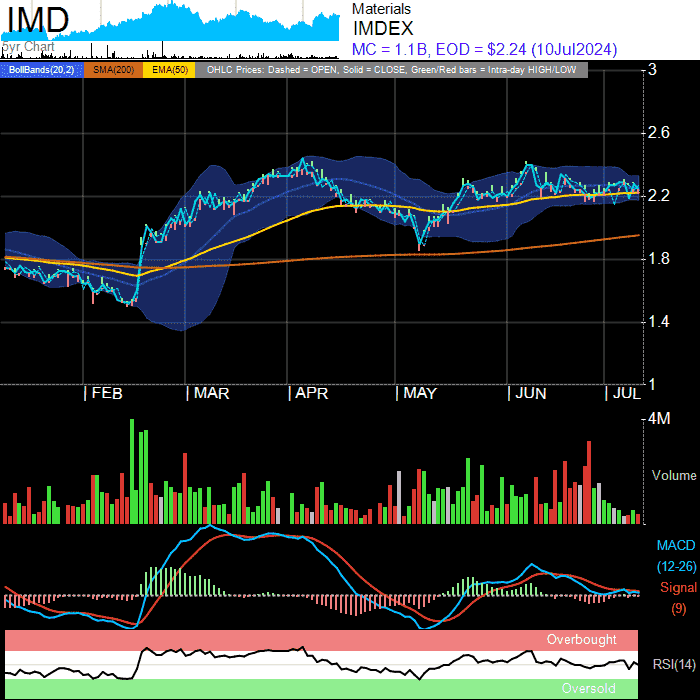 IMD
5yr Chart
Materials
IMDEX
MC = 1.1B, EOD = $2.24 (10Jul2024)
BollBands(20,2) SMA(200) EMA(50) OHLC Prices: Dashed = OPEN, Solid = CLOSE, Green/Red bars = Intra-day HIGH/LOW
3
2.6
2.2
1.8
1.4
1
| FEB | MAR | APR | MAY | JUN | JUL
4M
Volume
MACD
(12-26)
Signal
(9)
Overbought
RSI(14)
Oversold